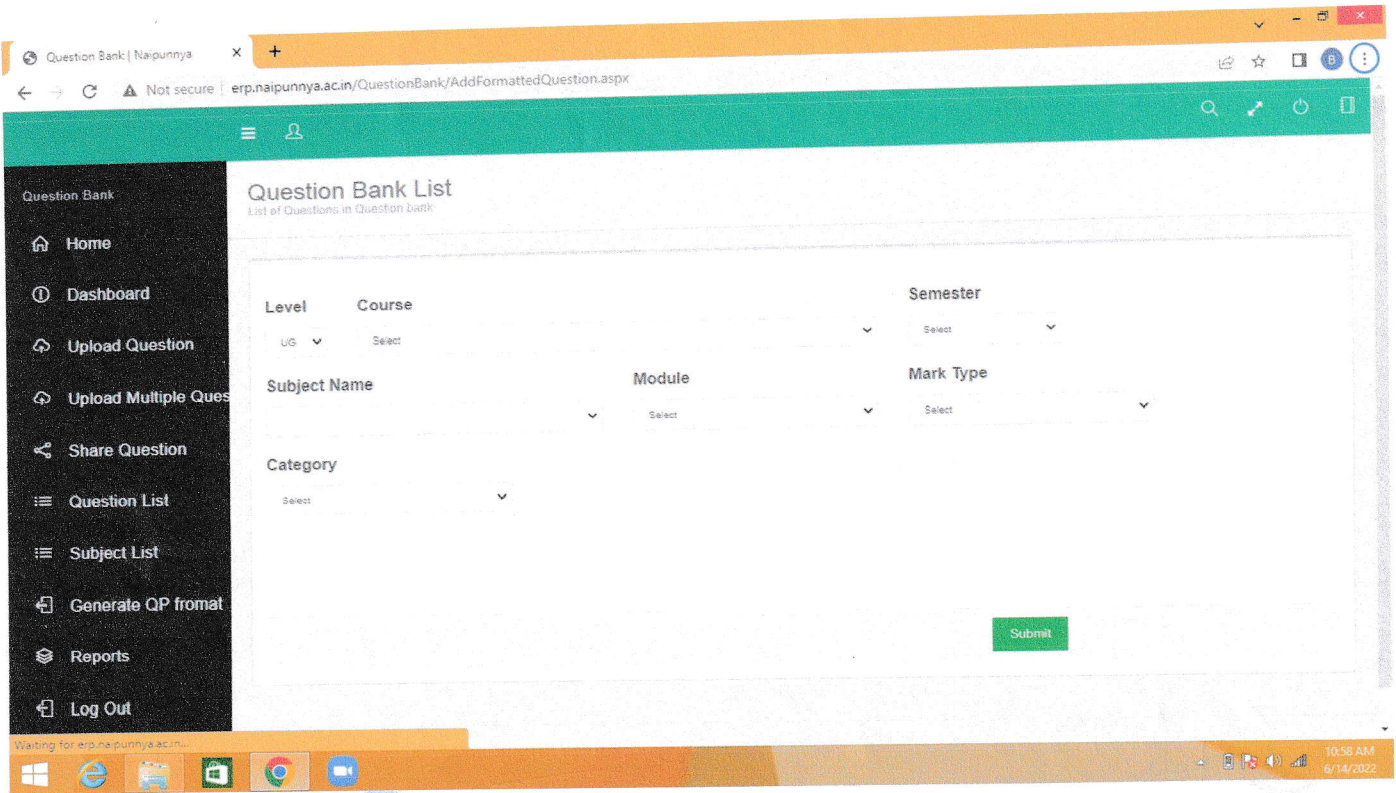 Question Bank | Naipunnya
Not secure | erp.naipunnya.ac.in/QuestionBank/AddFormattedQuestion.aspx
B
Question Bank
Home
Dashboard
Upload Question
Upload Multiple Ques
Share Question
Question List
Subject List
Generate QP fromat
Reports
Log Out
Question Bank List
List of Questions in Question bank
Level Course Semester
UG Select Select
Subject Name Module Mark Type
Select Select
Category
Select
Submit
Waiting for erp.naipunnya.ac.in...
10:58 AM
6/14/2022